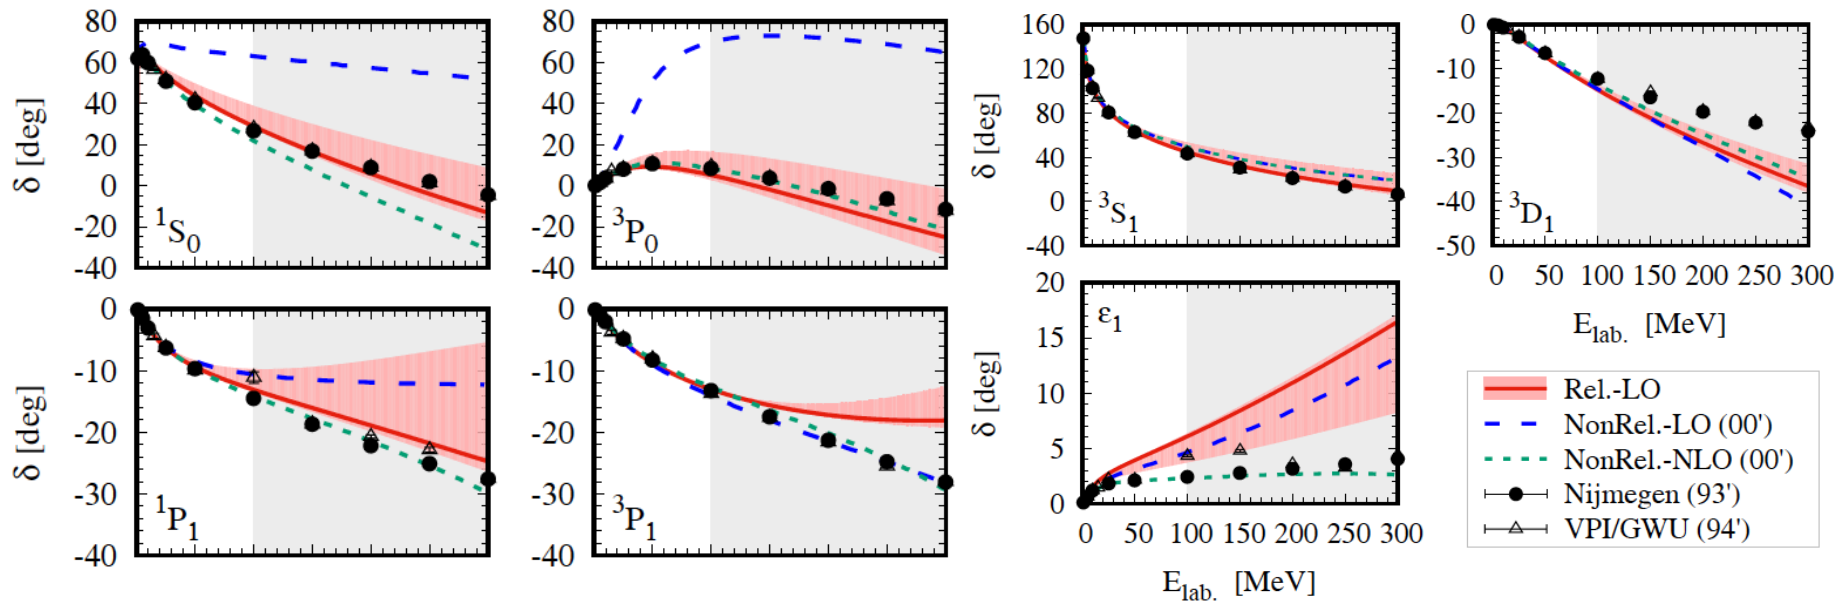 80
60
40
20
0
-20
-40
δ [deg]
¹S₀
80
60
40
20
0
-20
-40
³P₀
160
120
80
40
0
-40
δ [deg]
³S₁
0
-10
-20
-30
-40
-50
³D₁
0 50 100 150 200 250 300
E_lab. [MeV]
0
-10
-20
-30
-40
δ [deg]
¹P₁
0
-10
-20
-30
-40
³P₁
20
15
10
5
0
δ [deg]
ε₁
0 50 100 150 200 250 300
E_lab. [MeV]
Rel.-LO
NonRel.-LO (00')
NonRel.-NLO (00')
Nijmegen (93')
VPI/GWU (94')